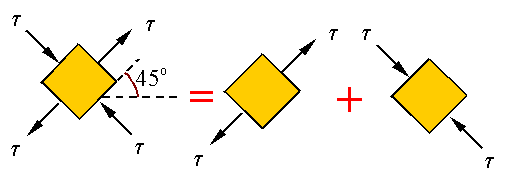 τ τ τ τ
45° = +
τ τ τ τ